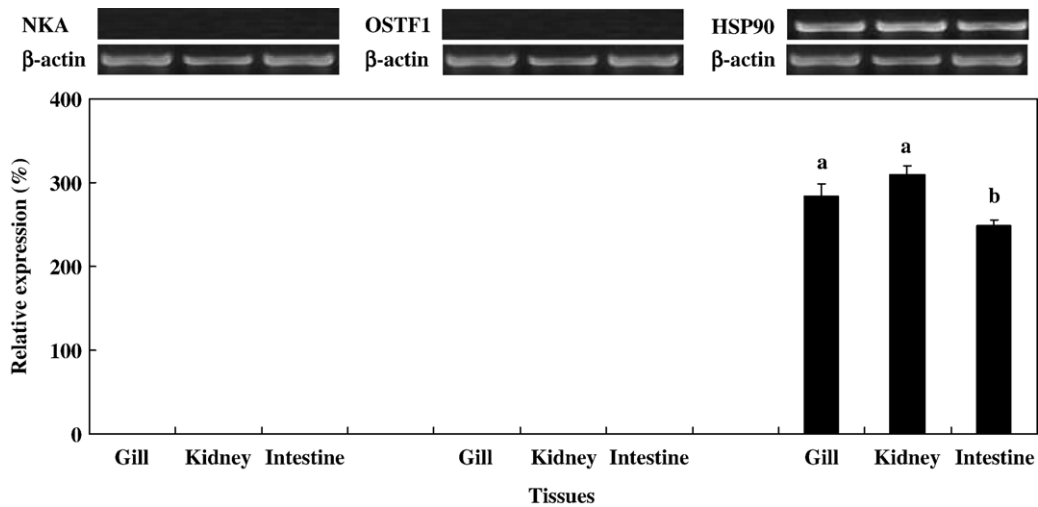 NKA OSTF1 HSP90
β-actin β-actin β-actin
400
300
200
100
0
Relative expression (%)
a a b
Gill Kidney Intestine Gill Kidney Intestine Gill Kidney Intestine
Tissues